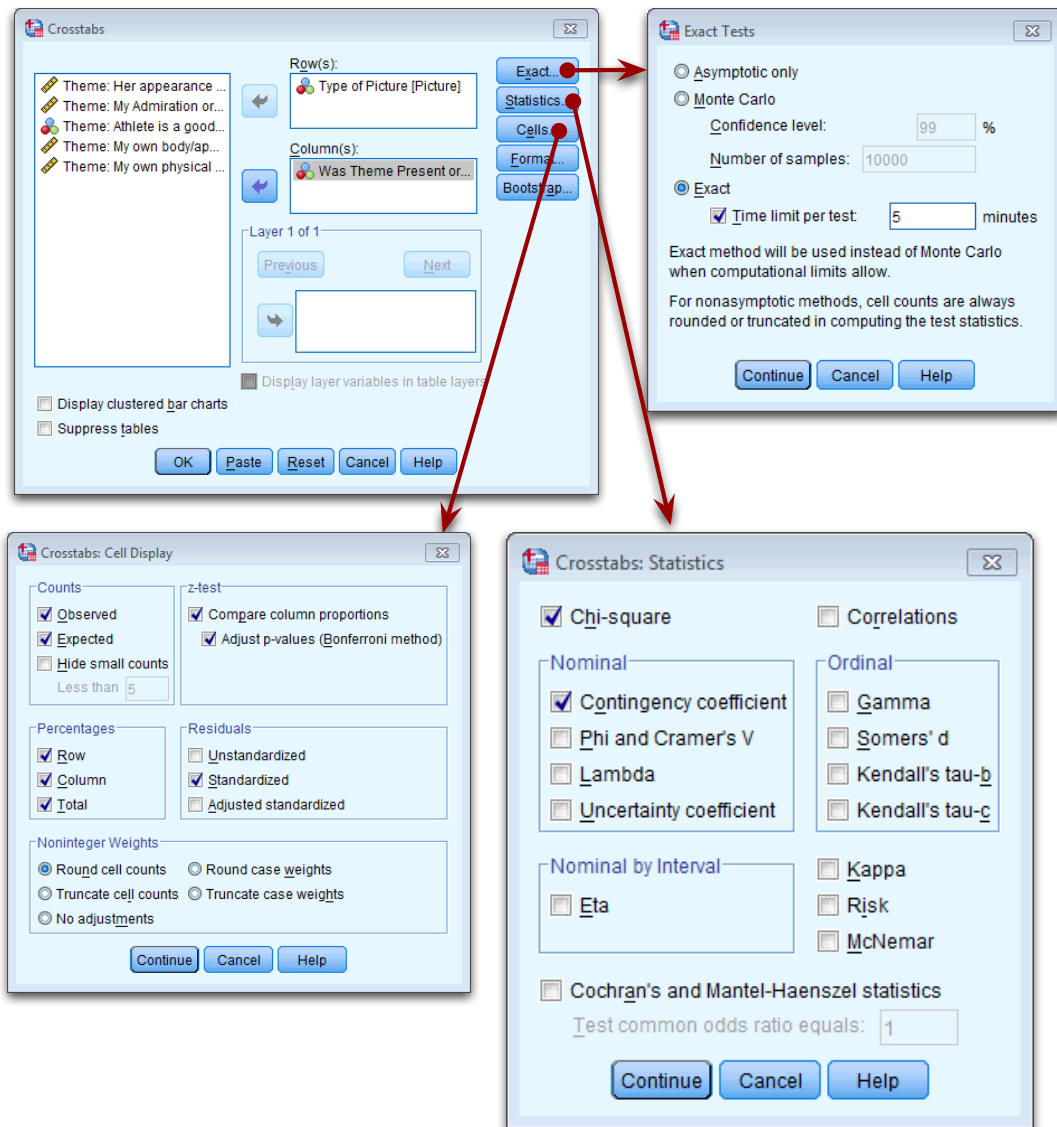 Crosstabs
Theme: Her appearance ...
Theme: My Admiration or...
Theme: Athlete is a good...
Theme: My own body/ap...
Theme: My own physical ...
Row(s):
Type of Picture [Picture]
Column(s):
Was Theme Present or...
Layer 1 of 1
Previous
Next
Display layer variables in table layers
Exact...
Statistics...
Cells...
Format...
Bootstrap...
Display clustered bar charts
Suppress tables
OK Paste Reset Cancel Help
Exact Tests
Asymptotic only
Monte Carlo
Confidence level: 99 %
Number of samples: 10000
Exact
Time limit per test: 5 minutes
Exact method will be used instead of Monte Carlo
when computational limits allow.
For nonasymptotic methods, cell counts are always
rounded or truncated in computing the test statistics.
Continue Cancel Help
Crosstabs: Cell Display
Counts
Observed
Expected
Hide small counts
Less than 5
z-test
Compare column proportions
Adjust p-values (Bonferroni method)
Percentages
Row
Column
Total
Residuals
Unstandardized
Standardized
Adjusted standardized
Noninteger Weights
Round cell counts Round case weights
Truncate cell counts Truncate case weights
No adjustments
Continue Cancel Help
Crosstabs: Statistics
Chi-square
Correlations
Nominal
Contingency coefficient
Phi and Cramer's V
Lambda
Uncertainty coefficient
Ordinal
Gamma
Somers' d
Kendall's tau-b
Kendall's tau-c
Nominal by Interval
Eta
Kappa
Risk
McNemar
Cochran's and Mantel-Haenszel statistics
Test common odds ratio equals: 1
Continue Cancel Help